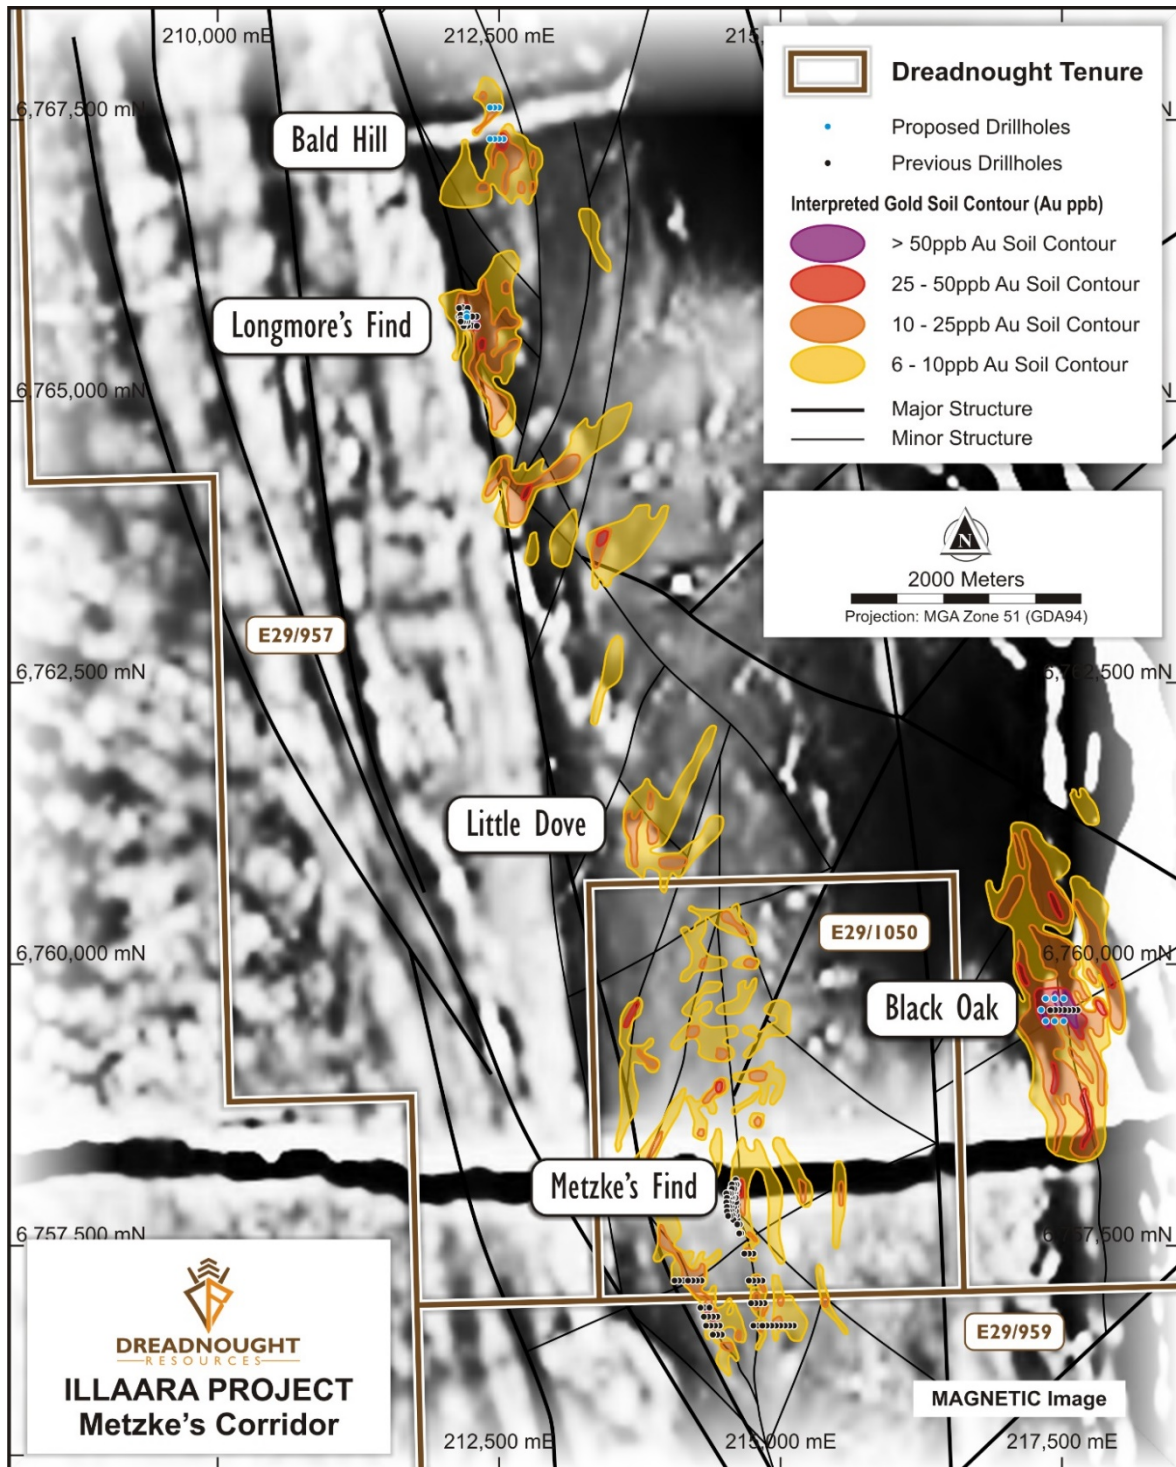 210,000 mE
212,500 mE
215,
6,767,500 mN
Bald Hill
Dreadnought Tenure
Proposed Drillholes
Previous Drillholes
Interpreted Gold Soil Contour (Au ppb)
> 50ppb Au Soil Contour
25 - 50ppb Au Soil Contour
10 - 25ppb Au Soil Contour
6 - 10ppb Au Soil Contour
Major Structure
Minor Structure
Longmore's Find
6,765,000 mN
N
N
2000 Meters
Projection: MGA Zone 51 (GDA94)
E29/957
6,762,500 mN
6,762,500 mN
Little Dove
E29/1050
6,760,000 mN
6,760,000 mN
Black Oak
Metzke's Find
6,757,500 mN
6,757,500 mN
E29/959
DREADNOUGHT
RESOURCES
ILLAARA PROJECT
Metzke's Corridor
MAGNETIC Image
212,500 mE
215,000 mE
217,500 mE